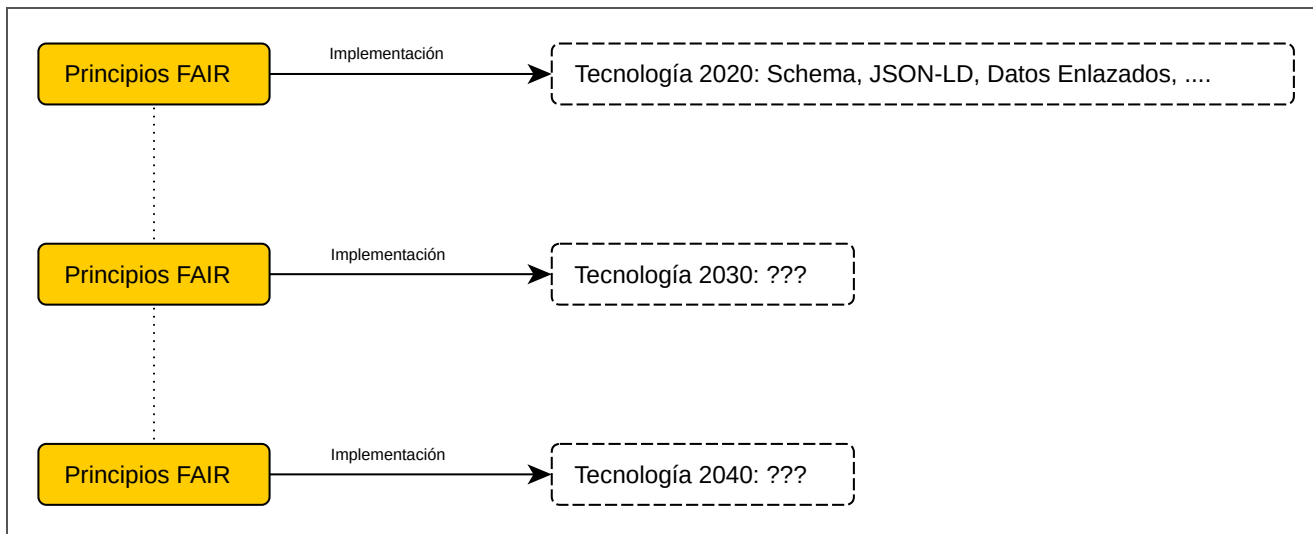 Principios FAIR
Implementación
Tecnología 2020: Schema, JSON-LD, Datos Enlazados, ....
Principios FAIR
Implementación
Tecnología 2030: ???
Principios FAIR
Implementación
Tecnología 2040: ???